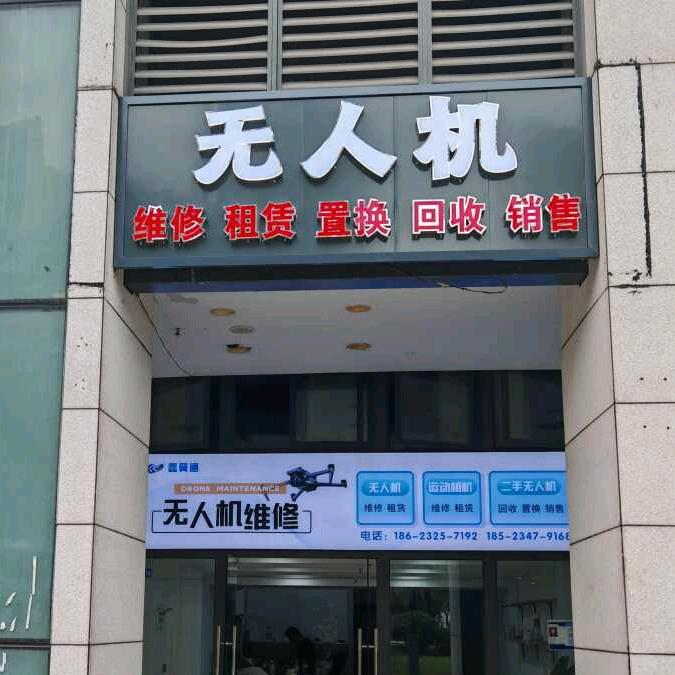 无人机
维修 租赁 置换 回收 销售
鑫翼通
DRONE MAINTENANCE
无人机维修
无人机
维修 租赁
运动相机
维修 租赁
二手无人机
回收 置换 销售
电话：186-2325-7192 185-2347-9168